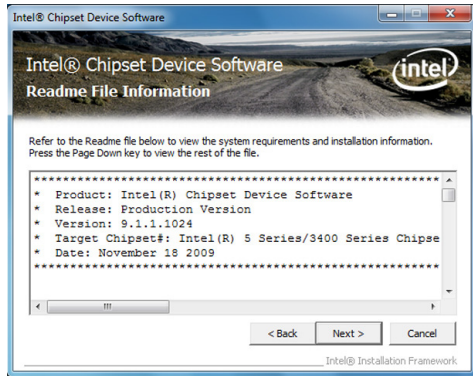 Intel® Chipset Device Software
Intel® Chipset Device Software
Readme File Information
intel
Refer to the Readme file below to view the system requirements and installation information.
Press the Page Down key to view the rest of the file.
************************************************************
* Product: Intel(R) Chipset Device Software
* Release: Production Version
* Version: 9.1.1.1024
* Target Chipset#: Intel(R) 5 Series/3400 Series Chipse
* Date: November 18 2009
************************************************************
< Back Next > Cancel
Intel® Installation Framework